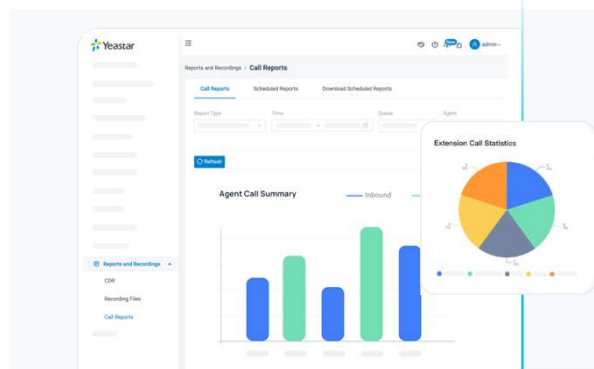 Yeastar
New
admin
Reports and Recordings / Call Reports
Call Reports Scheduled Reports Download Scheduled Reports
Report Type Time Queue Agent
Refresh
Extension Call Statistics
Agent Call Summary
Inbound
Reports and Recordings
CDR
Recording Files
Call Reports